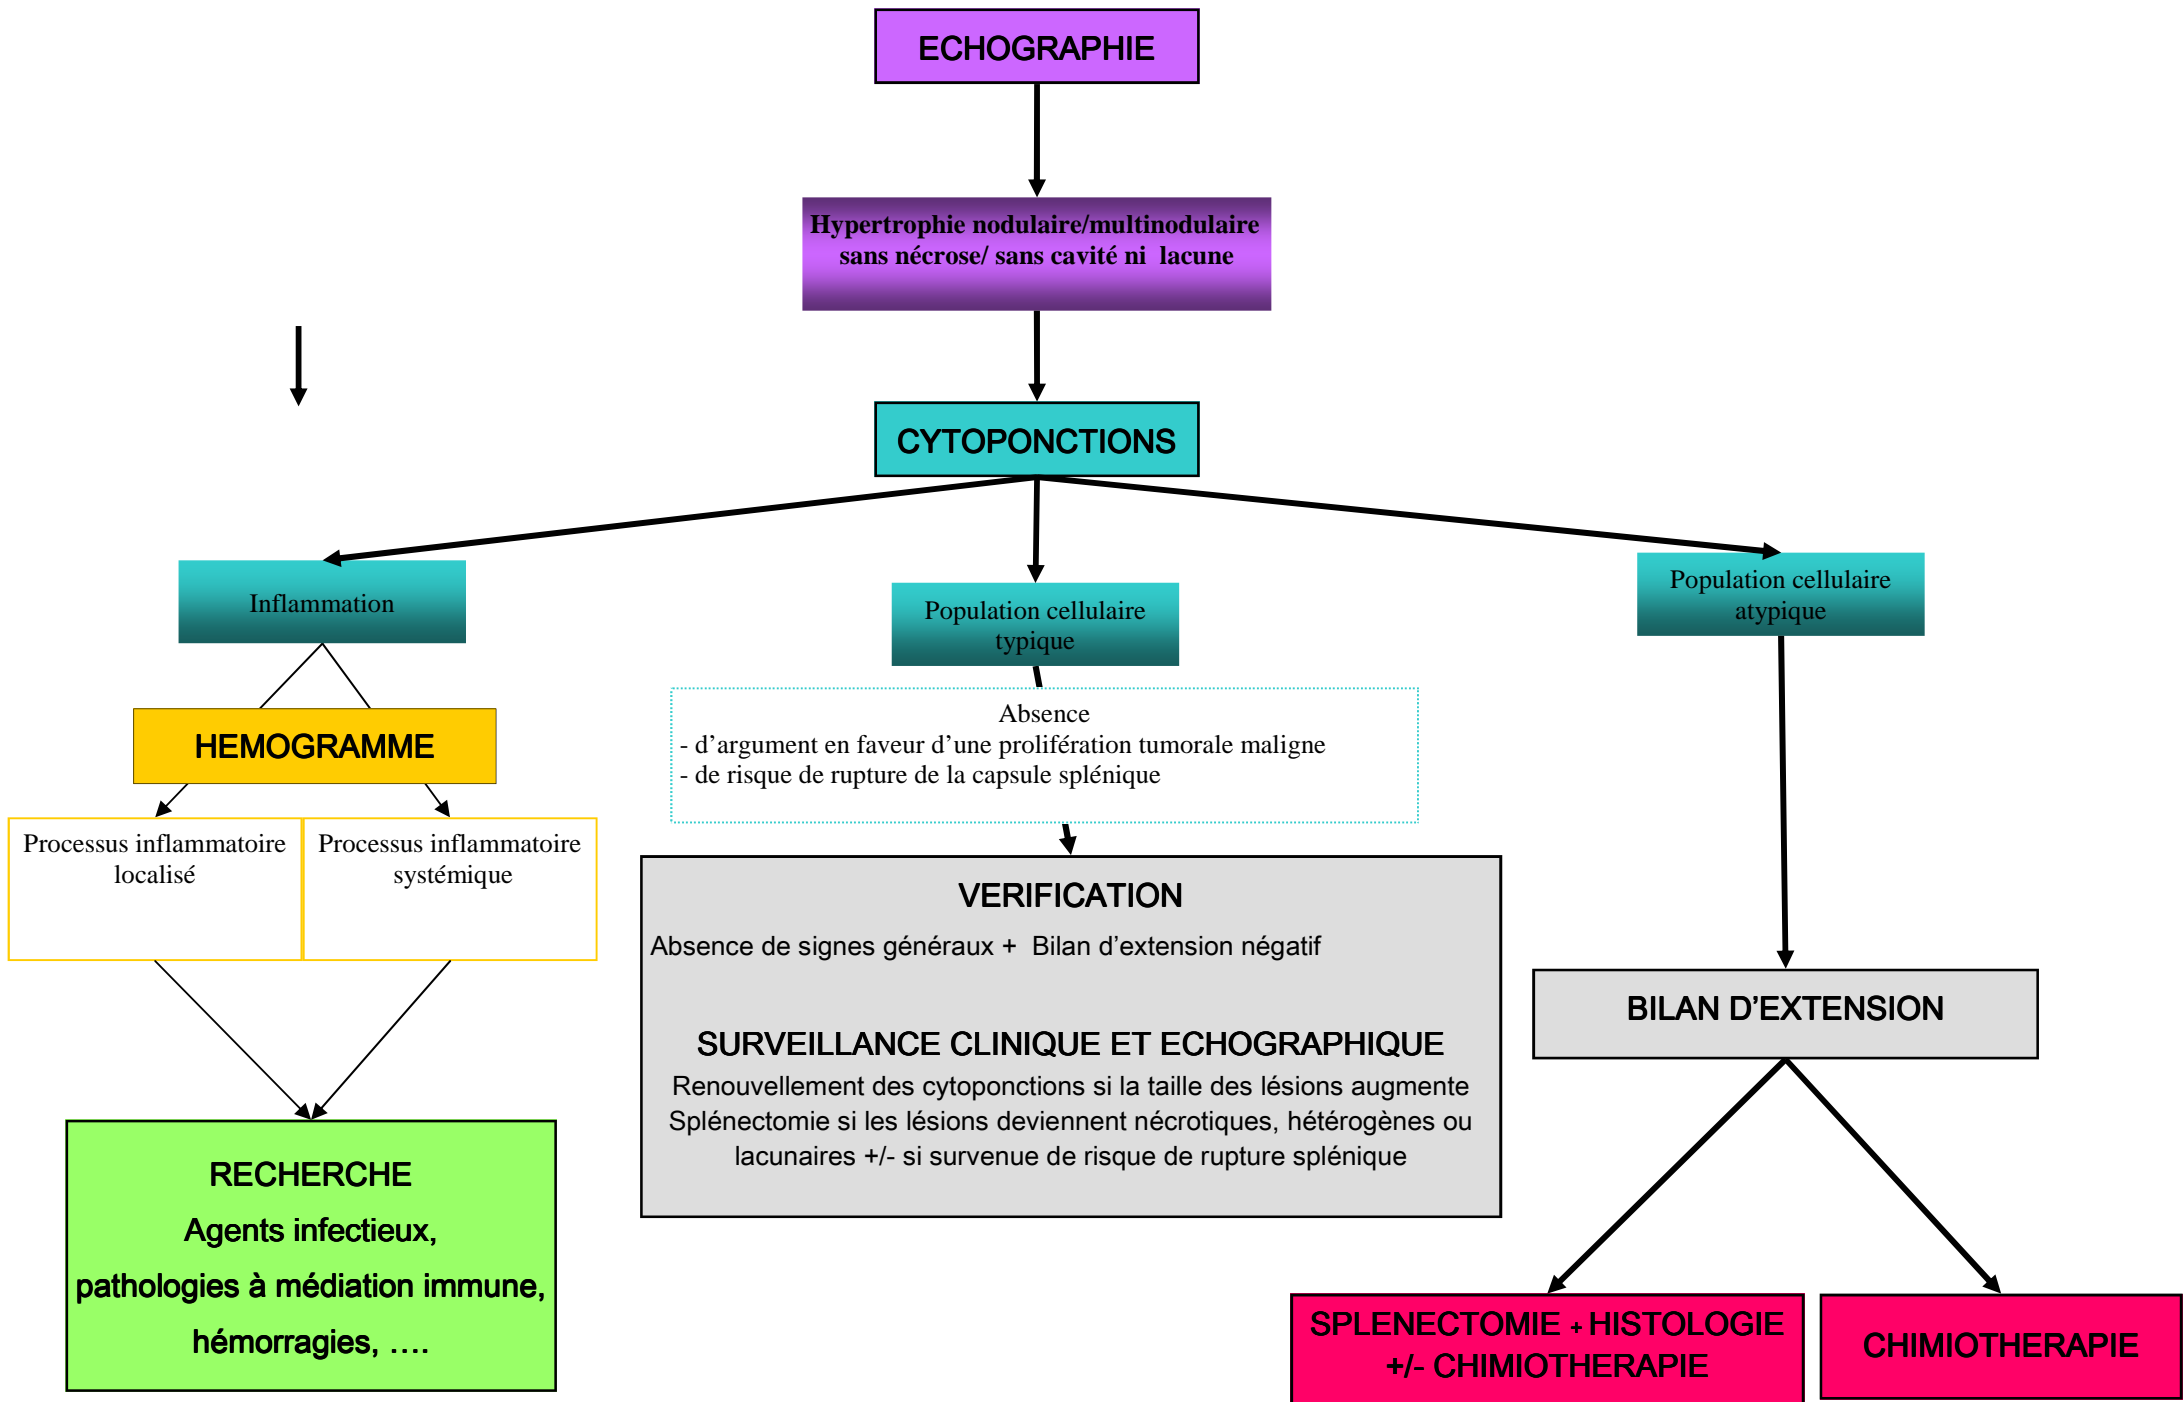 ECHOGRAPHIE
Hypertrophie nodulaire/multinodulaire
sans nécrose/ sans cavité ni lacune
CYTOPONCTIONS
Inflammation
Population cellulaire
typique
Population cellulaire
atypique
HEMOGRAMME
Absence
- d’argument en faveur d’une prolifération tumorale maligne
- de risque de rupture de la capsule splénique
Processus inflammatoire
localisé
Processus inflammatoire
systémique
VERIFICATION
Absence de signes généraux + Bilan d’extension négatif
SURVEILLANCE CLINIQUE ET ECHOGRAPHIQUE
Renouvellement des cytoponctions si la taille des lésions augmente
Splénectomie si les lésions deviennent nécrotiques, hétérogènes ou
lacunaires +/- si survenue de risque de rupture splénique
BILAN D’EXTENSION
RECHERCHE
Agents infectieux,
pathologies à médiation immune,
hémorragies, ….
SPLENECTOMIE + HISTOLOGIE
+/- CHIMIOTHERAPIE
CHIMIOTHERAPIE